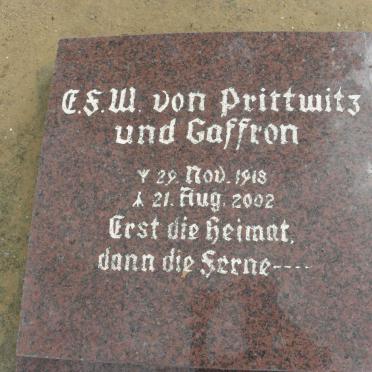 E.F.W. von Prittwitz
und Gaffron
ᛉ 29. Nov. 1918
ᛣ 21. Aug. 2002
Erst die Heimat,
dann die Ferne----